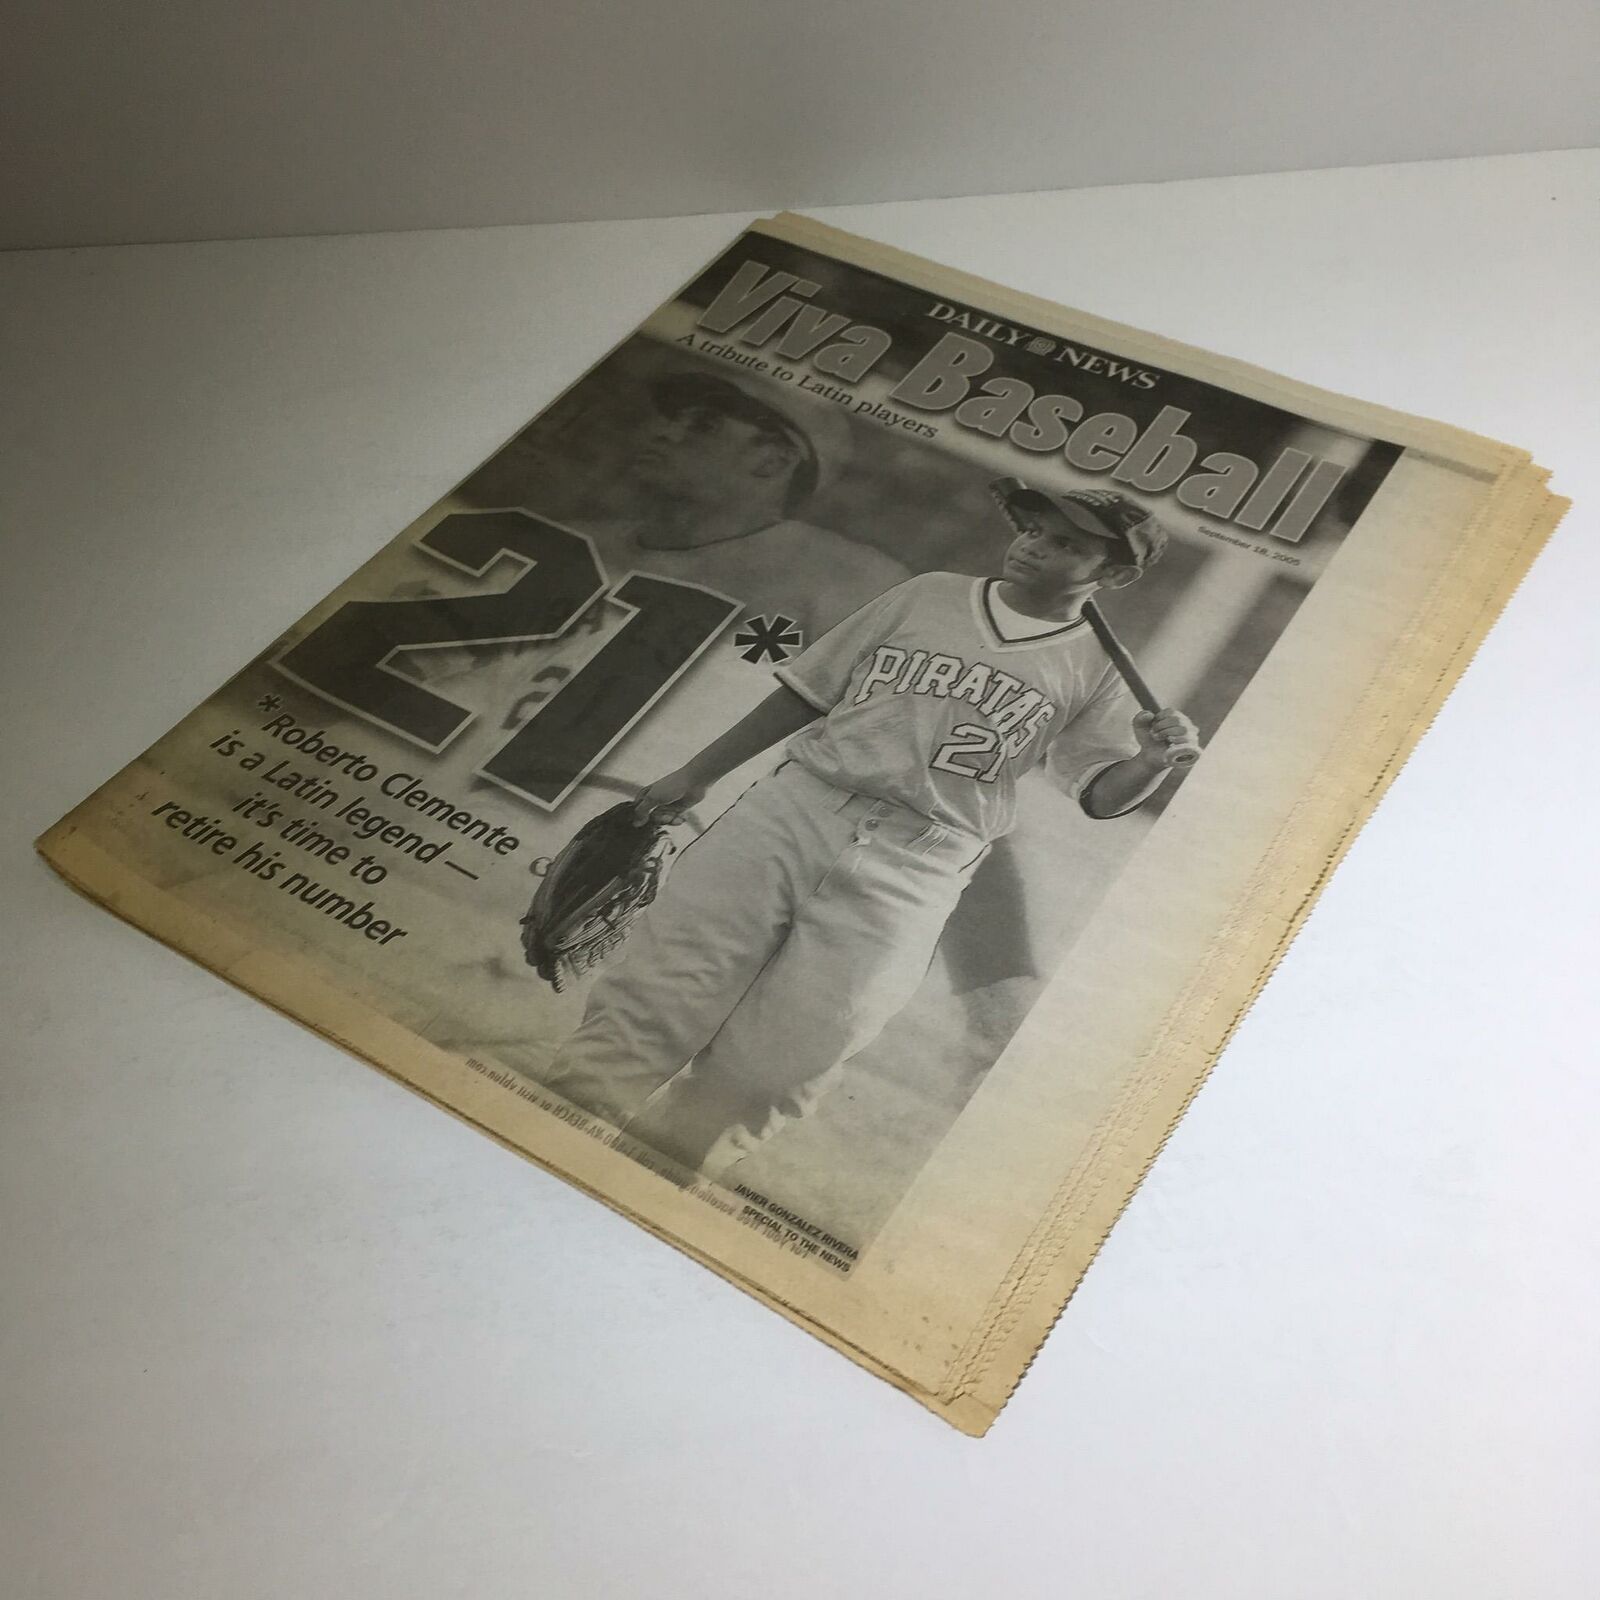 DAILY NEWS
Viva Baseball
A tribute to Latin players
September 18, 2005
21*
PIRATAS
21
*Roberto Clemente
is a Latin legend —
it's time to
retire his number
JAVIER GONZALEZ RIVERA
SPECIAL TO THE NEWS